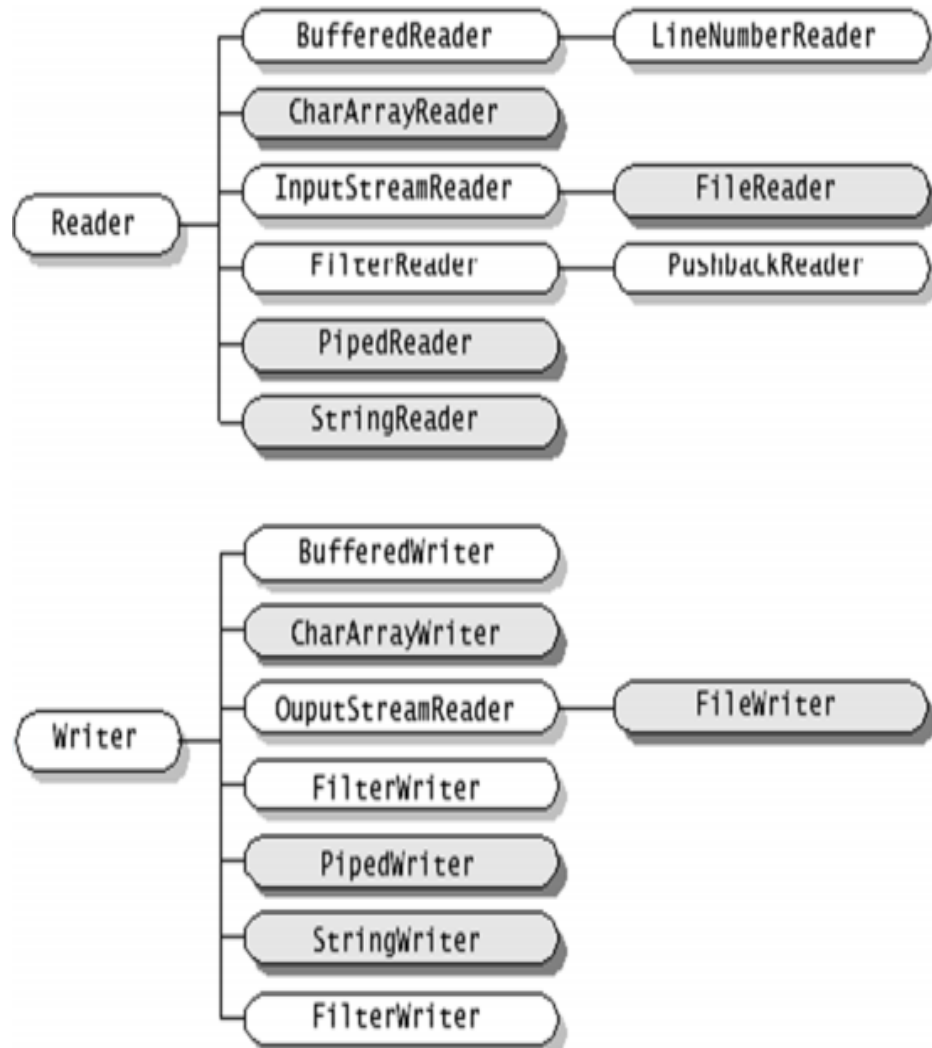 BufferedReader LineNumberReader
CharArrayReader
InputStreamReader FileReader
Reader
FilterReader PushbackReader
PipedReader
StringReader
BufferedWriter
CharArrayWriter
OuputStreamReader FileWriter
Writer
FilterWriter
PipedWriter
StringWriter
FilterWriter